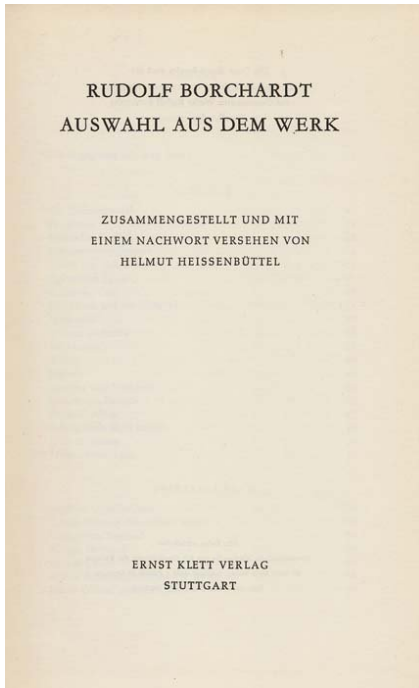 RUDOLF BORCHARDT
AUSWAHL AUS DEM WERK
ZUSAMMENGESTELLT UND MIT
EINEM NACHWORT VERSEHEN VON
HELMUT HEISSENBÜTTEL
ERNST KLETT VERLAG
STUTTGART